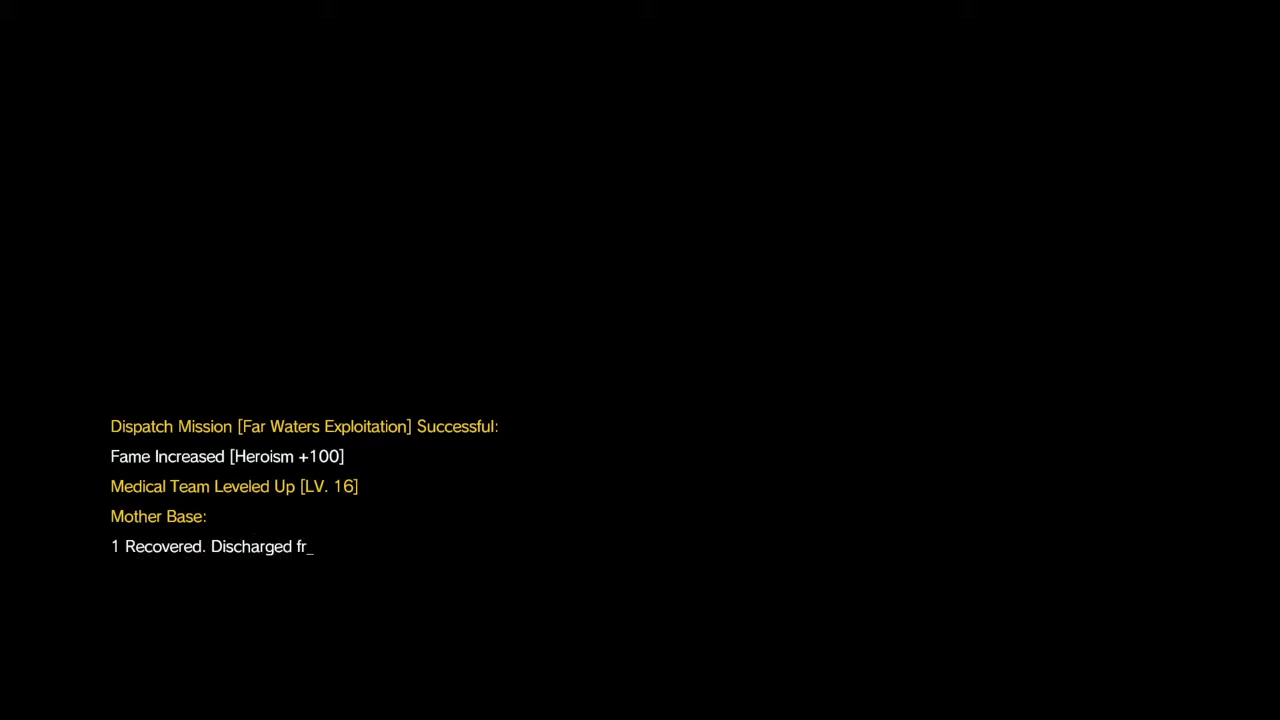 Dispatch Mission [Far Waters Exploitation] Successful:
Fame Increased [Heroism +100]
Medical Team Leveled Up [LV. 16]
Mother Base:
1 Recovered. Discharged fr_